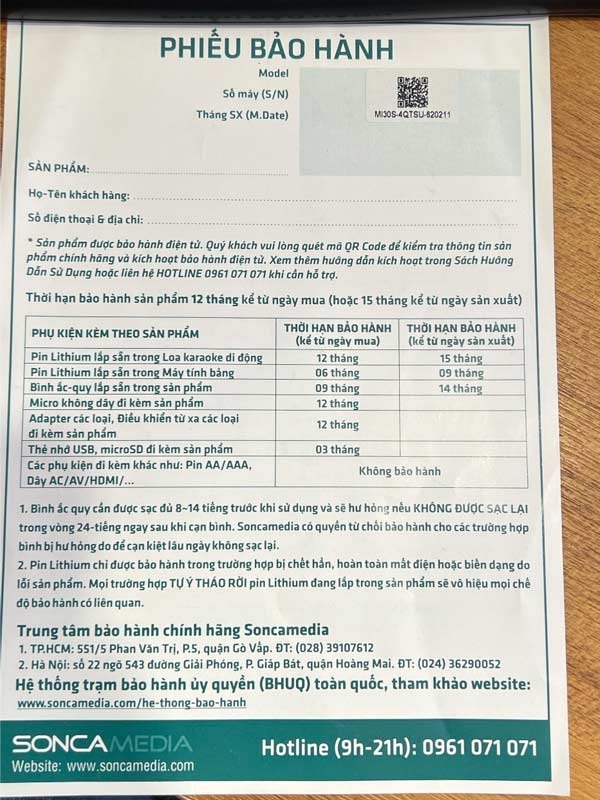 PHIẾU BẢO HÀNH
Model
Số máy (S/N)
Tháng SX (M.Date)
MI30S-4QTSU-620211
SẢN PHẨM:
Họ-Tên khách hàng:
Số điện thoại & địa chỉ:
* Sản phẩm được bảo hành điện tử. Quý khách vui lòng quét mã QR Code để kiểm tra thông tin sản
phẩm chính hãng và kích hoạt bảo hành điện tử. Xem thêm hướng dẫn kích hoạt trong Sách Hướng
Dẫn Sử Dụng hoặc liên hệ HOTLINE 0961 071 071 khi cần hỗ trợ.
Thời hạn bảo hành sản phẩm 12 tháng kể từ ngày mua (hoặc 15 tháng kể từ ngày sản xuất)
PHỤ KIỆN KÈM THEO SẢN PHẨM THỜI HẠN BẢO HÀNH (kể từ ngày mua) THỜI HẠN BẢO HÀNH (kể từ ngày sản xuất)
Pin Lithium lắp sẵn trong Loa karaoke di động 12 tháng 15 tháng
Pin Lithium lắp sẵn trong Máy tính bảng 06 tháng 09 tháng
Bình ắc-quy lắp sẵn trong sản phẩm 09 tháng 14 tháng
Micro không dây đi kèm sản phẩm 12 tháng
Adapter các loại, Điều khiển từ xa các loại
đi kèm sản phẩm 12 tháng
Thẻ nhớ USB, microSD đi kèm sản phẩm 03 tháng
Các phụ kiện đi kèm khác như: Pin AA/AAA,
Dây AC/AV/HDMI/... Không bảo hành
1. Bình ắc quy cần được sạc đủ 8~14 tiếng trước khi sử dụng và sẽ hư hỏng nếu KHÔNG ĐƯỢC SẠC LẠI
trong vòng 24-tiếng ngay sau khi cạn bình. Soncamedia có quyền từ chối bảo hành cho các trường hợp
bình bị hư hỏng do để cạn kiệt lâu ngày không sạc lại.
2. Pin Lithium chỉ được bảo hành trong trường hợp bị chết hẳn, hoàn toàn mất điện hoặc biến dạng do
lỗi sản phẩm. Mọi trường hợp TỰ Ý THÁO RỜI pin Lithium đang lắp trong sản phẩm sẽ vô hiệu mọi chế
độ bảo hành có liên quan.
Trung tâm bảo hành chính hãng Soncamedia
1. TP.HCM: 551/5 Phan Văn Trị, P.5, quận Gò Vấp. ĐT: (028) 39107612
2. Hà Nội: số 22 ngõ 543 đường Giải Phóng, P. Giáp Bát, quận Hoàng Mai. ĐT: (024) 36290052
Hệ thống trạm bảo hành ủy quyền (BHUQ) toàn quốc, tham khảo website:
www.soncamedia.com/he-thong-bao-hanh
SONCAMEDIA
Hotline (9h-21h): 0961 071 071
Website: www.soncamedia.com